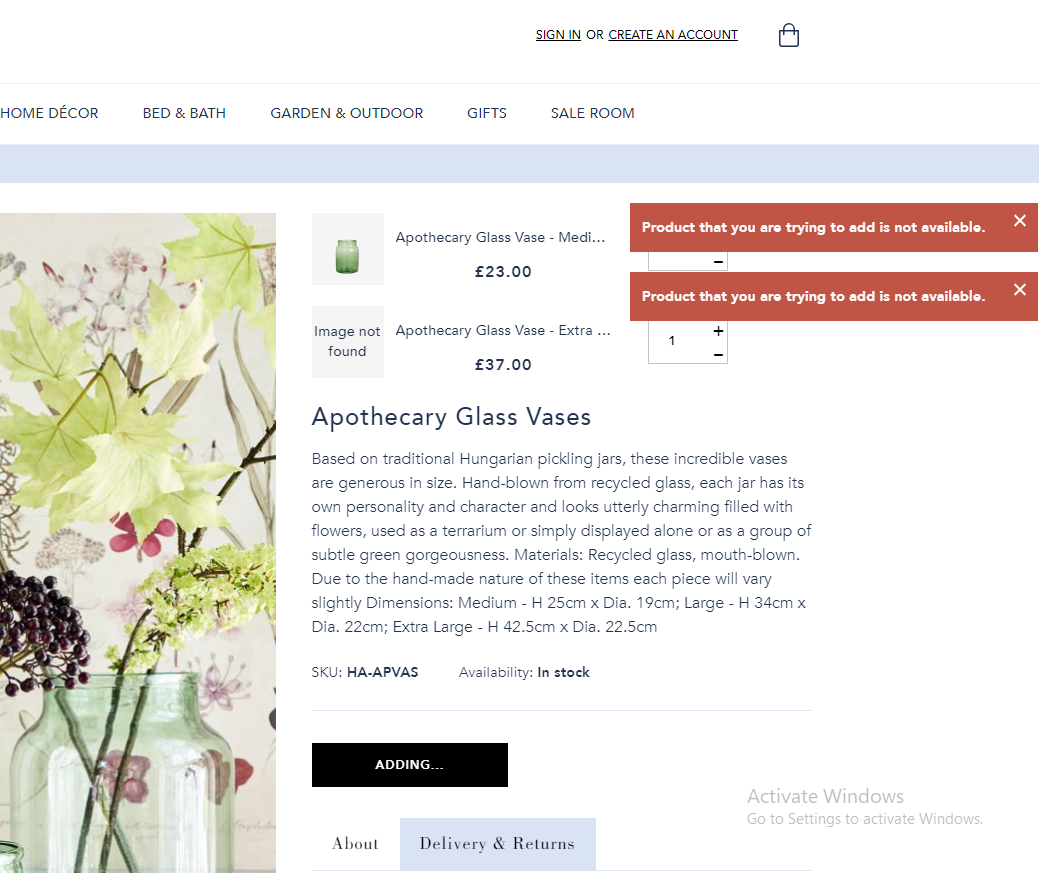 SIGN IN OR CREATE AN ACCOUNT
HOME DÉCOR BED & BATH GARDEN & OUTDOOR GIFTS SALE ROOM
Apothecary Glass Vase - Medi...
£23.00
Product that you are trying to add is not available. ×
−
Product that you are trying to add is not available. ×
Image not
found
Apothecary Glass Vase - Extra ...
£37.00
1 + −
Apothecary Glass Vases
Based on traditional Hungarian pickling jars, these incredible vases
are generous in size. Hand-blown from recycled glass, each jar has its
own personality and character and looks utterly charming filled with
flowers, used as a terrarium or simply displayed alone or as a group of
subtle green gorgeousness. Materials: Recycled glass, mouth-blown.
Due to the hand-made nature of these items each piece will vary
slightly Dimensions: Medium - H 25cm x Dia. 19cm; Large - H 34cm x
Dia. 22cm; Extra Large - H 42.5cm x Dia. 22.5cm
SKU: HA-APVAS Availability: In stock
ADDING...
Activate Windows
Go to Settings to activate Windows.
About Delivery & Returns